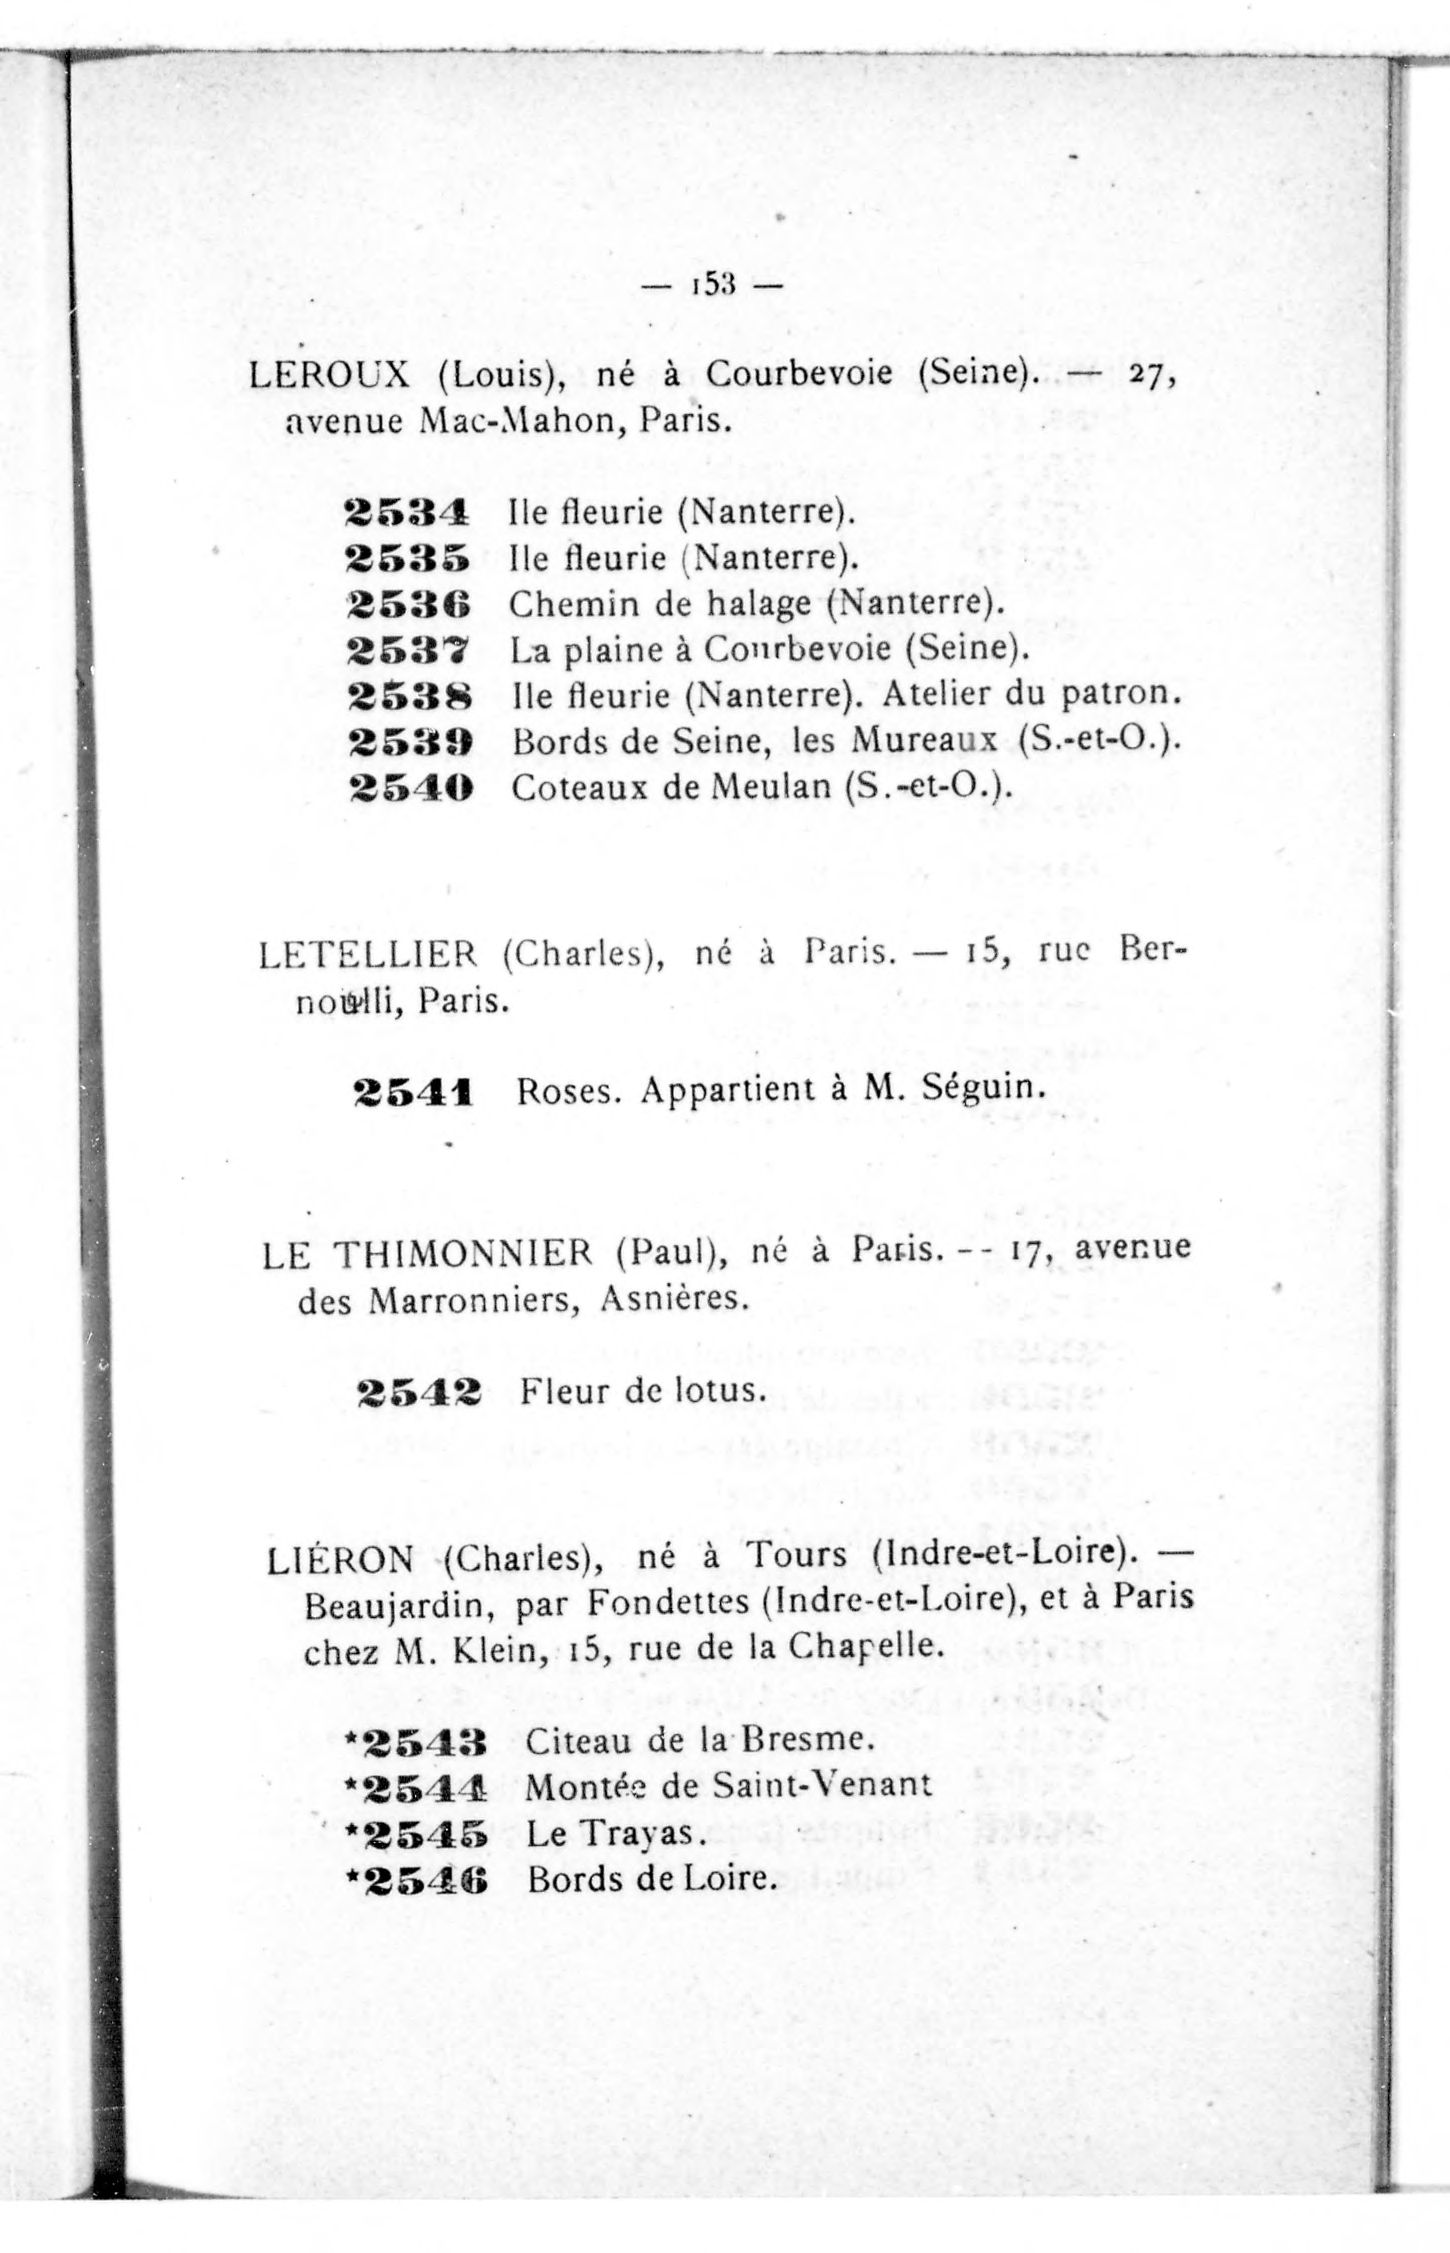 — 153 —
LEROUX (Louis), né à Courbevoie (Seine). — 27,
avenue Mac-Mahon, Paris.
2534 Ile fleurie (Nanterre).
2535 Ile fleurie (Nanterre).
2536 Chemin de halage (Nanterre).
2537 La plaine à Courbevoie (Seine).
2538 Ile fleurie (Nanterre). Atelier du patron.
2539 Bords de Seine, les Mureaux (S.-et-O.).
2540 Coteaux de Meulan (S.-et-O.).
LETELLIER (Charles), né à Paris. — 15, rue Ber-
nouilli, Paris.
2541 Roses. Appartient à M. Séguin.
LE THIMONNIER (Paul), né à Paris. -- 17, avenue
des Marronniers, Asnières.
2542 Fleur de lotus.
LIÉRON (Charles), né à Tours (Indre-et-Loire). —
Beaujardin, par Fondettes (Indre-et-Loire), et à Paris
chez M. Klein, 15, rue de la Chapelle.
*2543 Citeau de la Bresme.
*2544 Montée de Saint-Venant
*2545 Le Trayas.
*2546 Bords de Loire.